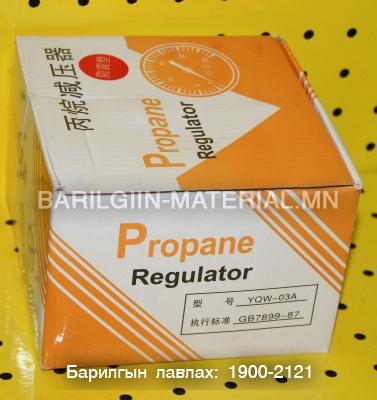 丙烷减压器
防震型
Propane
Regulator
BARILGIIN-MATERIAL.MN
Propane
Regulator
型 号 YQW-03A
执行标准 GB7899-87
Барилгын лавлах: 1900-2121